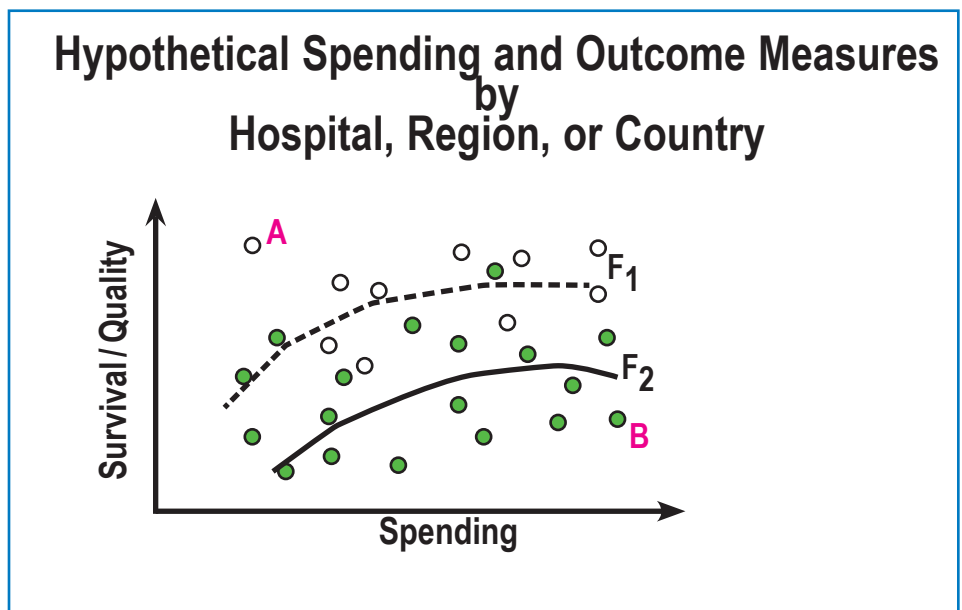 Hypothetical Spending and Outcome Measures
by
Hospital, Region, or Country
A
F1
F2
B
Survival / Quality
Spending